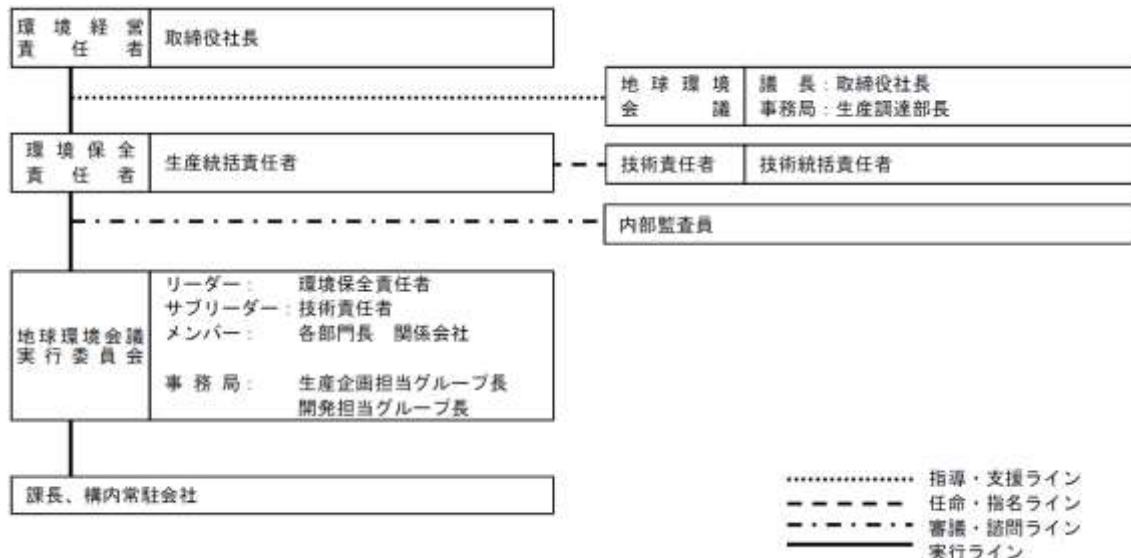 環境経営
責任者
取締役社長
地球環境
会議
議長：取締役社長
事務局：生産調達部長
環境保全
責任者
生産統括責任者
技術責任者
技術統括責任者
内部監査員
地球環境会議
実行委員会
リーダー：　環境保全責任者
サブリーダー：技術責任者
メンバー：　各部門長　関係会社
事務局：　生産企画担当グループ長
開発担当グループ長
課長、構内常駐会社
指導・支援ライン
任命・指名ライン
審議・諮問ライン
実行ライン